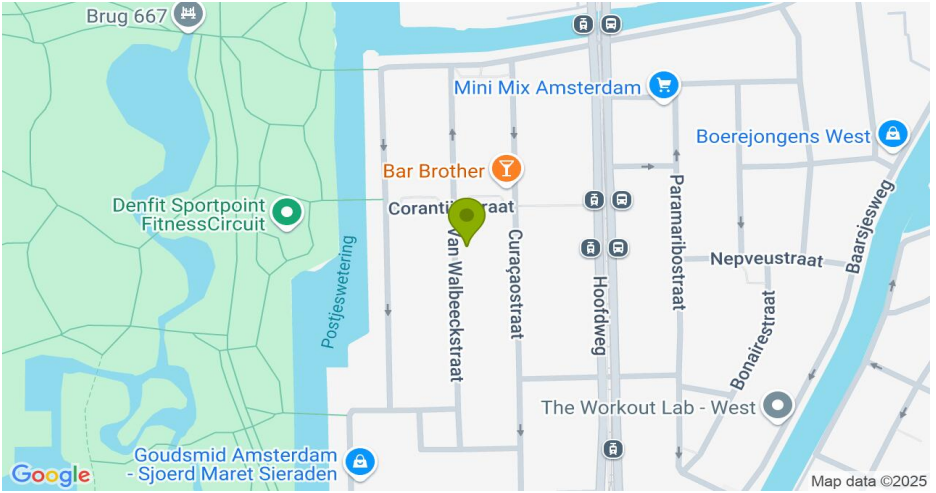 Brug 667
Mini Mix Amsterdam
Boerejongens West
Bar Brother
Denfit Sportpoint
FitnessCircuit
Postjeswetering
Van Walbeeckstraat
Curaçaostraat
Hoofdweg
Paramaribostraat
Nepveustraat
Baarsjesweg
Bonairestraat
The Workout Lab - West
Goudsmid Amsterdam
- Sjoerd Maret Sieraden
Google
Map data ©2025